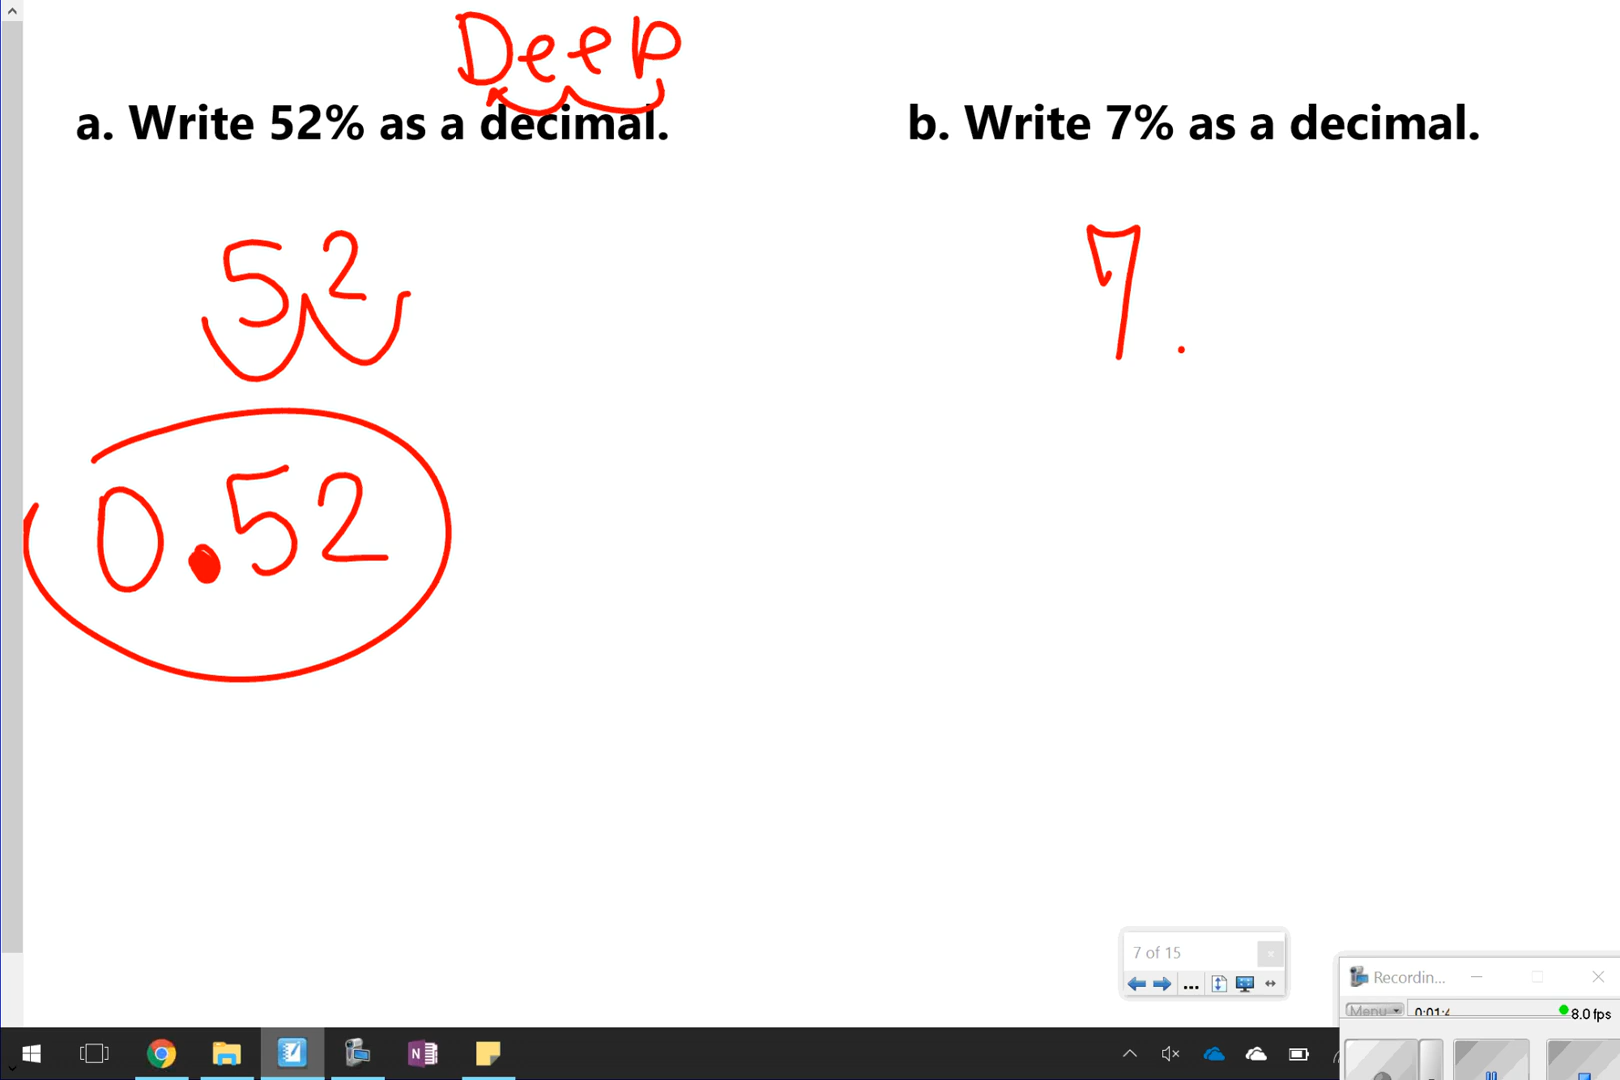 Deep
a. Write 52% as a decimal.
b. Write 7% as a decimal.
52
7.
0.52
7 of 15
...
Recordin...
Menu
8.0 fps
N